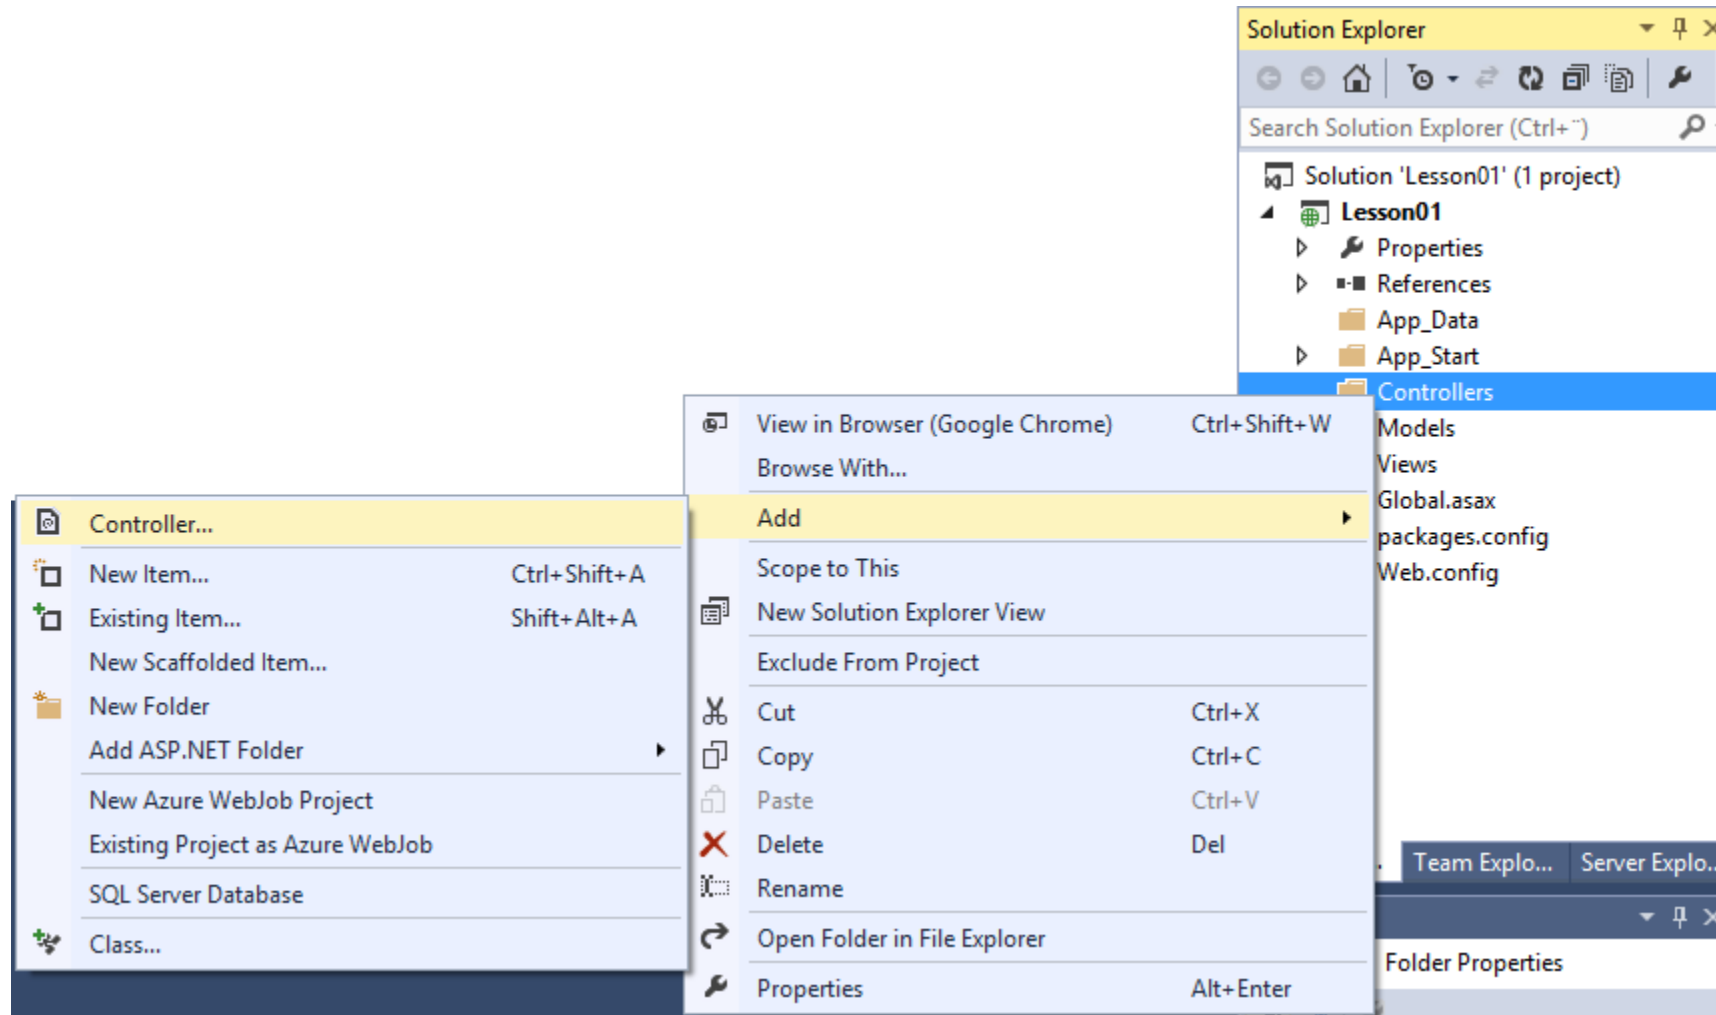 Solution Explorer
Search Solution Explorer (Ctrl+¨)
Solution 'Lesson01' (1 project)
Lesson01
Properties
References
App_Data
App_Start
Controllers
Models
Views
Global.asax
packages.config
Web.config
View in Browser (Google Chrome) Ctrl+Shift+W
Browse With...
Add
Scope to This
New Solution Explorer View
Exclude From Project
Cut Ctrl+X
Copy Ctrl+C
Paste Ctrl+V
Delete Del
Rename
Open Folder in File Explorer
Properties Alt+Enter
Controller...
New Item... Ctrl+Shift+A
Existing Item... Shift+Alt+A
New Scaffolded Item...
New Folder
Add ASP.NET Folder
New Azure WebJob Project
Existing Project as Azure WebJob
SQL Server Database
Class...
Team Explo... Server Explo...
Folder Properties